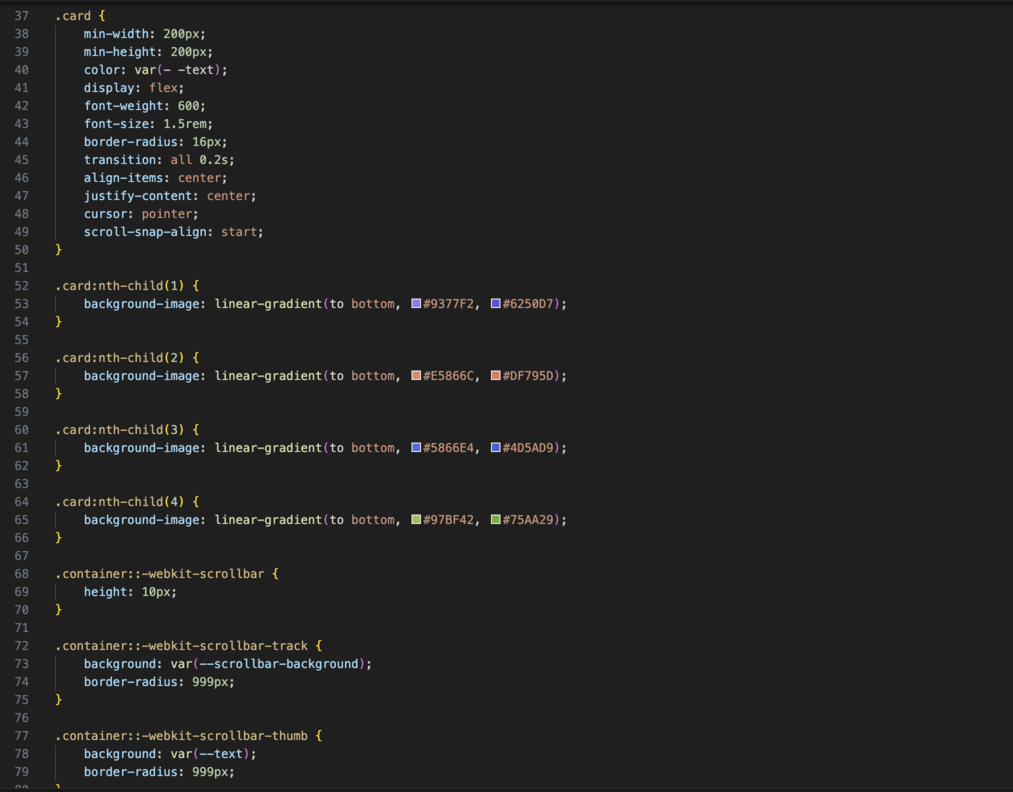 37 .card {
38 min-width: 200px;
39 min-height: 200px;
40 color: var(- -text);
41 display: flex;
42 font-weight: 600;
43 font-size: 1.5rem;
44 border-radius: 16px;
45 transition: all 0.2s;
46 align-items: center;
47 justify-content: center;
48 cursor: pointer;
49 scroll-snap-align: start;
50 }
51
52 .card:nth-child(1) {
53 background-image: linear-gradient(to bottom, #9377F2, #6250D7);
54 }
55
56 .card:nth-child(2) {
57 background-image: linear-gradient(to bottom, #E5866C, #DF795D);
58 }
59
60 .card:nth-child(3) {
61 background-image: linear-gradient(to bottom, #5866E4, #4D5AD9);
62 }
63
64 .card:nth-child(4) {
65 background-image: linear-gradient(to bottom, #97BF42, #75AA29);
66 }
67
68 .container::-webkit-scrollbar {
69 height: 10px;
70 }
71
72 .container::-webkit-scrollbar-track {
73 background: var(--scrollbar-background);
74 border-radius: 999px;
75 }
76
77 .container::-webkit-scrollbar-thumb {
78 background: var(--text);
79 border-radius: 999px;